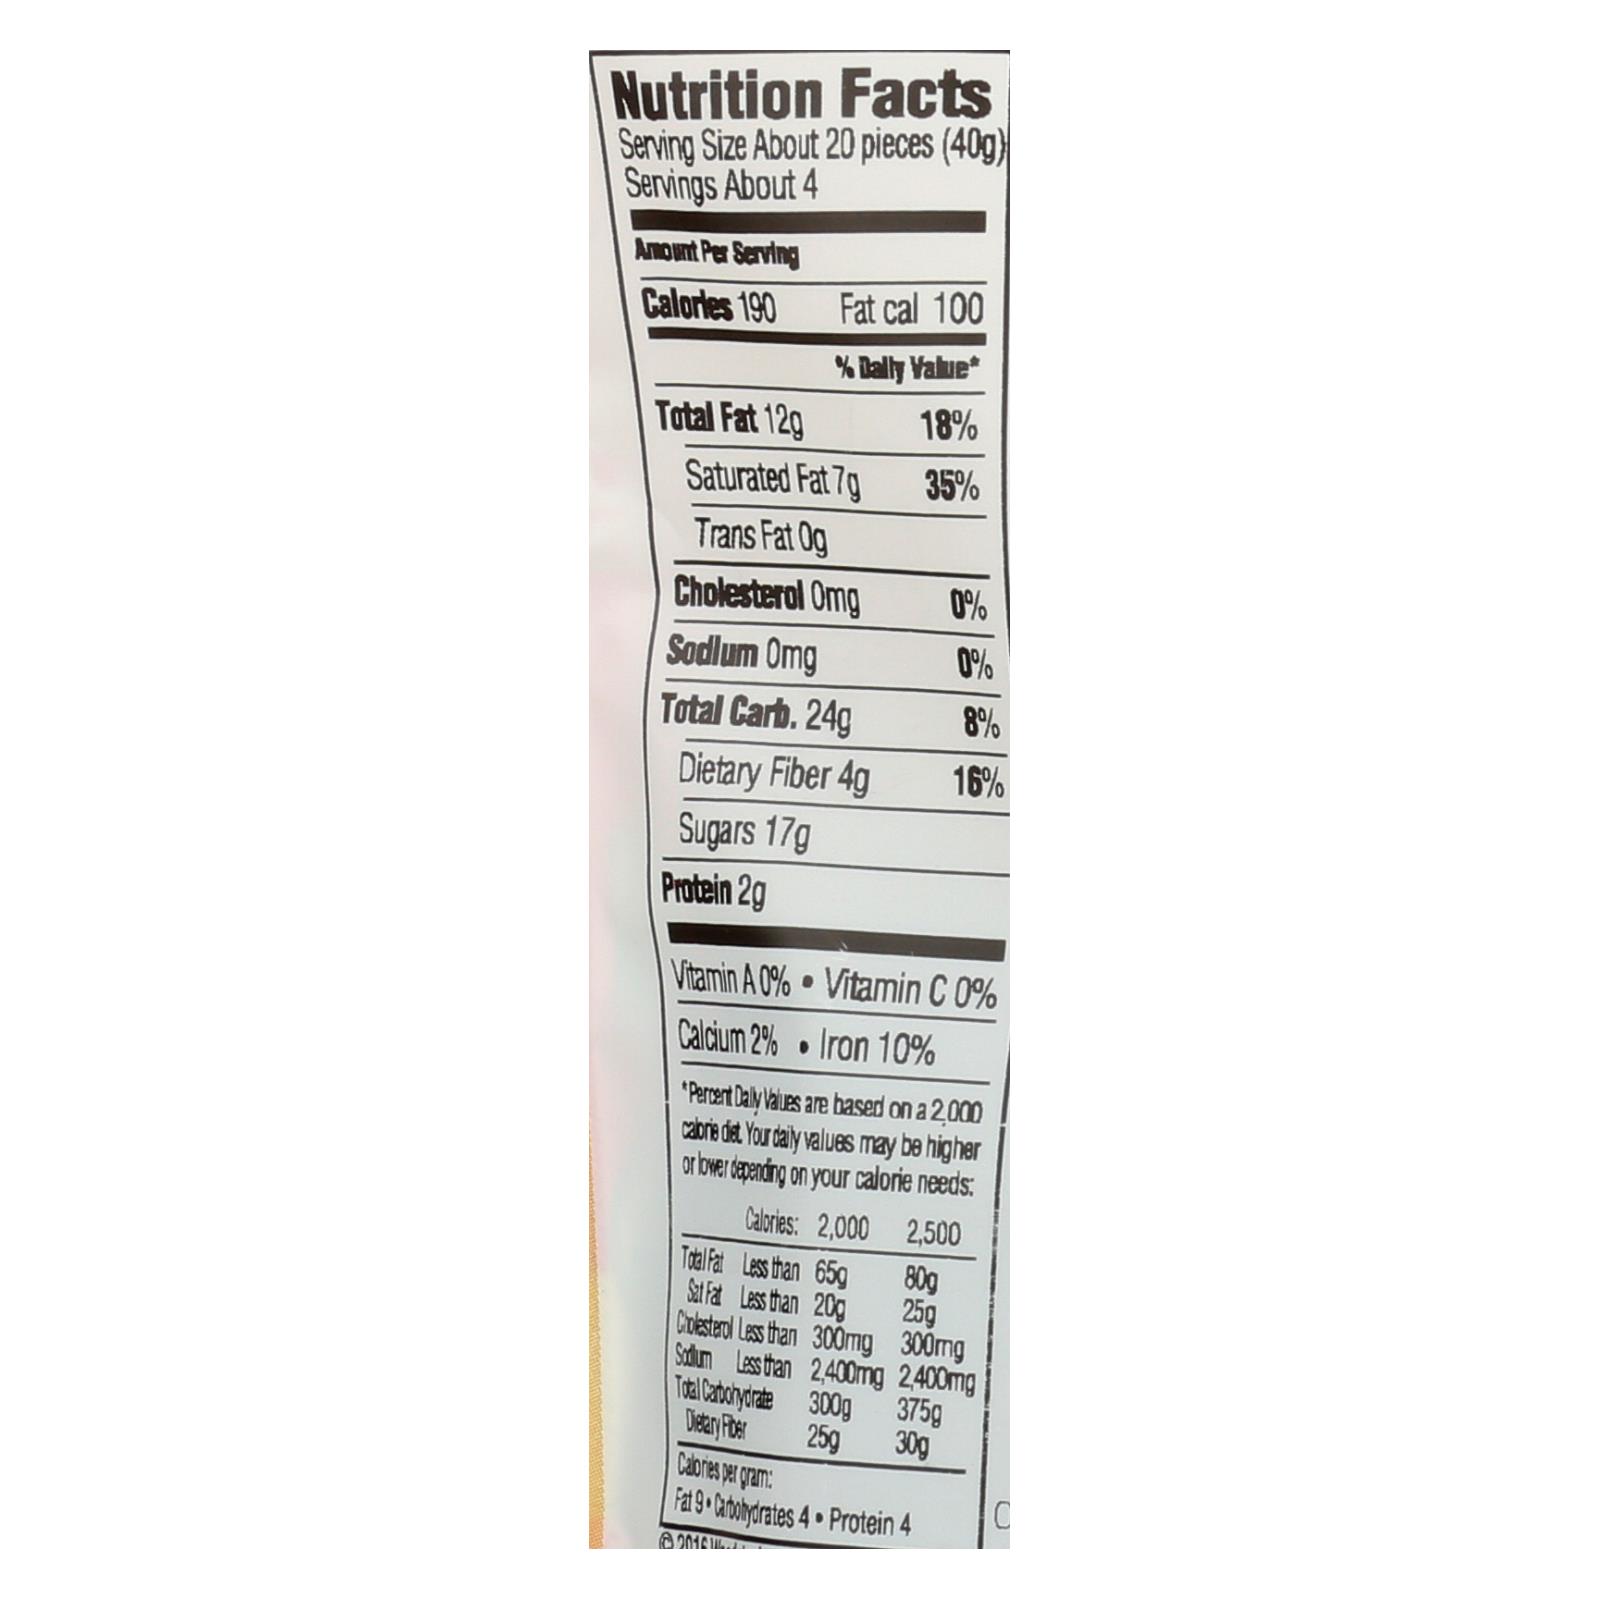 Nutrition Facts
Serving Size About 20 pieces (40g)
Servings About 4
Amount Per Serving
Calories 190 Fat cal 100
% Daily Value*
Total Fat 12g 18%
Saturated Fat 7g 35%
Trans Fat 0g
Cholesterol 0mg 0%
Sodium 0mg 0%
Total Carb. 24g 8%
Dietary Fiber 4g 16%
Sugars 17g
Protein 2g
Vitamin A 0% • Vitamin C 0%
Calcium 2% • Iron 10%
*Percent Daily Values are based on a 2,000
calorie diet. Your daily values may be higher
or lower depending on your calorie needs:
Calories: 2,000 2,500
Total Fat Less than 65g 80g
Sat Fat Less than 20g 25g
Cholesterol Less than 300mg 300mg
Sodium Less than 2,400mg 2,400mg
Total Carbohydrate 300g 375g
Dietary Fiber 25g 30g
Calories per gram:
Fat 9 • Carbohydrates 4 • Protein 4
© 2016